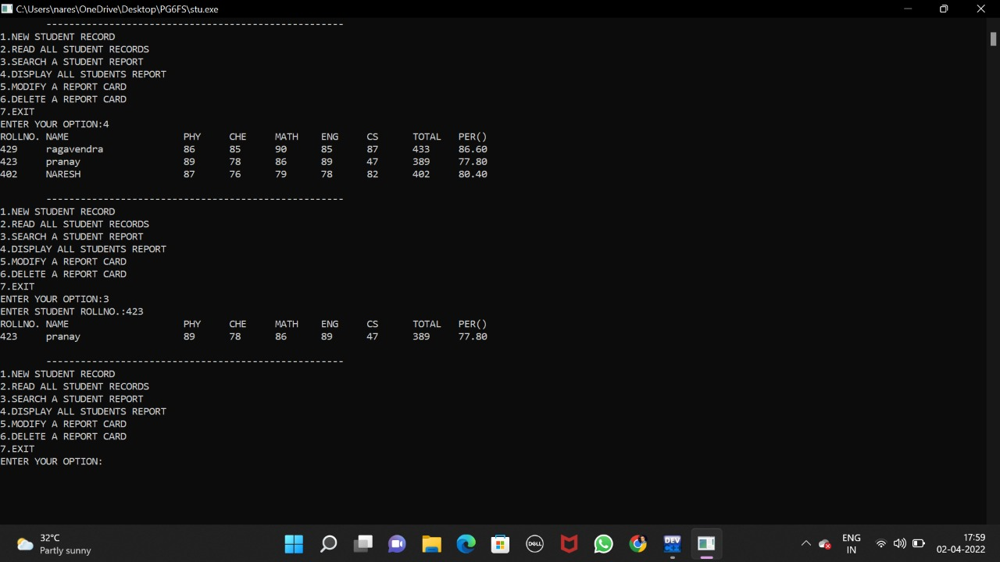 C:\Users\nares\OneDrive\Desktop\PG6FS\stu.exe
----------------------------------------------------
1.NEW STUDENT RECORD
2.READ ALL STUDENT RECORDS
3.SEARCH A STUDENT REPORT
4.DISPLAY ALL STUDENTS REPORT
5.MODIFY A REPORT CARD
6.DELETE A REPORT CARD
7.EXIT
ENTER YOUR OPTION:4
ROLLNO. NAME PHY CHE MATH ENG CS TOTAL PER()
429 ragavendra 86 85 90 85 87 433 86.60
423 pranay 89 78 86 89 47 389 77.80
402 NARESH 87 76 79 78 82 402 80.40
----------------------------------------------------
1.NEW STUDENT RECORD
2.READ ALL STUDENT RECORDS
3.SEARCH A STUDENT REPORT
4.DISPLAY ALL STUDENTS REPORT
5.MODIFY A REPORT CARD
6.DELETE A REPORT CARD
7.EXIT
ENTER YOUR OPTION:3
ENTER STUDENT ROLLNO.:423
ROLLNO. NAME PHY CHE MATH ENG CS TOTAL PER()
423 pranay 89 78 86 89 47 389 77.80
----------------------------------------------------
1.NEW STUDENT RECORD
2.READ ALL STUDENT RECORDS
3.SEARCH A STUDENT REPORT
4.DISPLAY ALL STUDENTS REPORT
5.MODIFY A REPORT CARD
6.DELETE A REPORT CARD
7.EXIT
ENTER YOUR OPTION:
32°C
Partly sunny
DELL
DEV
C++
ENG
IN
17:59
02-04-2022